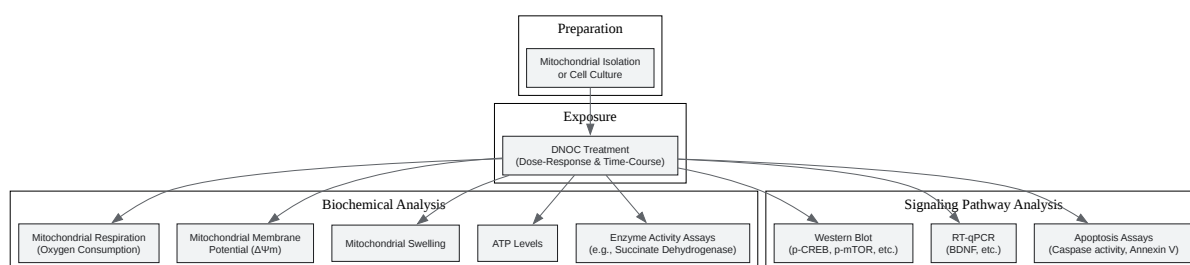 Preparation
Mitochondrial Isolation
or Cell Culture
Exposure
DNOC Treatment
(Dose-Response & Time-Course)
Biochemical Analysis
Mitochondrial Respiration
(Oxygen Consumption)
Mitochondrial Membrane
Potential (ΔΨm)
Mitochondrial Swelling
ATP Levels
Enzyme Activity Assays
(e.g., Succinate Dehydrogenase)
Signaling Pathway Analysis
Western Blot
(p-CREB, p-mTOR, etc.)
RT-qPCR
(BDNF, etc.)
Apoptosis Assays
(Caspase activity, Annexin V)